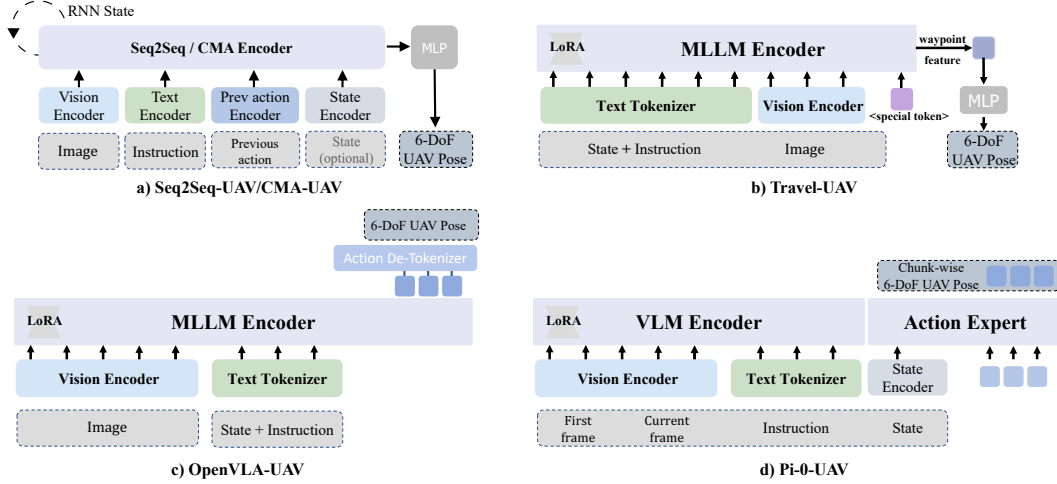 RNN State
Seq2Seq / CMA Encoder
MLP
Vision
Encoder
Text
Encoder
Prev action
Encoder
State
Encoder
Image
Instruction
Previous
action
State
(optional)
6-DoF
UAV Pose
a) Seq2Seq-UAV/CMA-UAV
LoRA
MLLM Encoder
waypoint
feature
Text Tokenizer
Vision Encoder
<special token>
MLP
State + Instruction
Image
6-DoF
UAV Pose
b) Travel-UAV
6-DoF UAV Pose
Action De-Tokenizer
LoRA
MLLM Encoder
Vision Encoder
Text Tokenizer
Image
State + Instruction
c) OpenVLA-UAV
Chunk-wise
6-DoF UAV Pose
LoRA
VLM Encoder
Action Expert
Vision Encoder
Text Tokenizer
State
Encoder
First
frame
Current
frame
Instruction
State
d) Pi-0-UAV